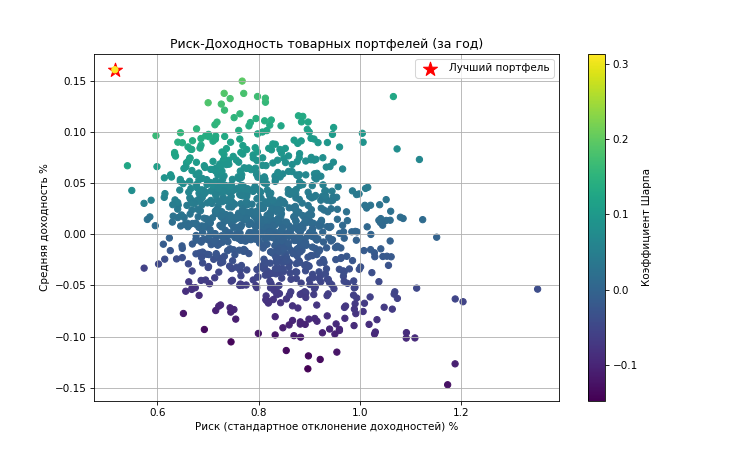 Риск-Доходность товарных портфелей (за год)
Лучший портфель
Средняя доходность %
0.15
0.10
0.05
0.00
−0.05
−0.10
−0.15
0.6 0.8 1.0 1.2
Риск (стандартное отклонение доходностей) %
0.3
0.2
0.1
0.0
−0.1
Коэффициент Шарпа